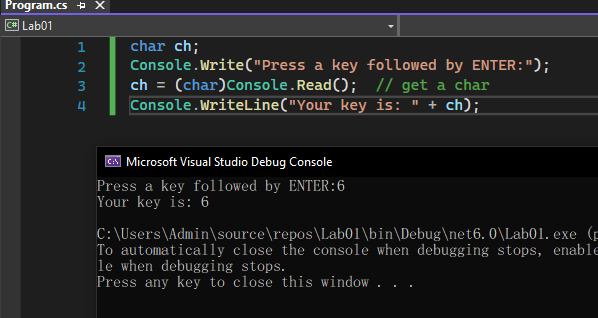 Program.cs
C# Lab01
1 char ch;
2 Console.Write("Press a key followed by ENTER:");
3 ch = (char)Console.Read();  // get a char
4 Console.WriteLine("Your key is: " + ch);
C:\ Microsoft Visual Studio Debug Console
Press a key followed by ENTER:6
Your key is: 6
C:\Users\Admin\source\repos\Lab01\bin\Debug\net6.0\Lab01.exe (p
To automatically close the console when debugging stops, enable
le when debugging stops.
Press any key to close this window . . .